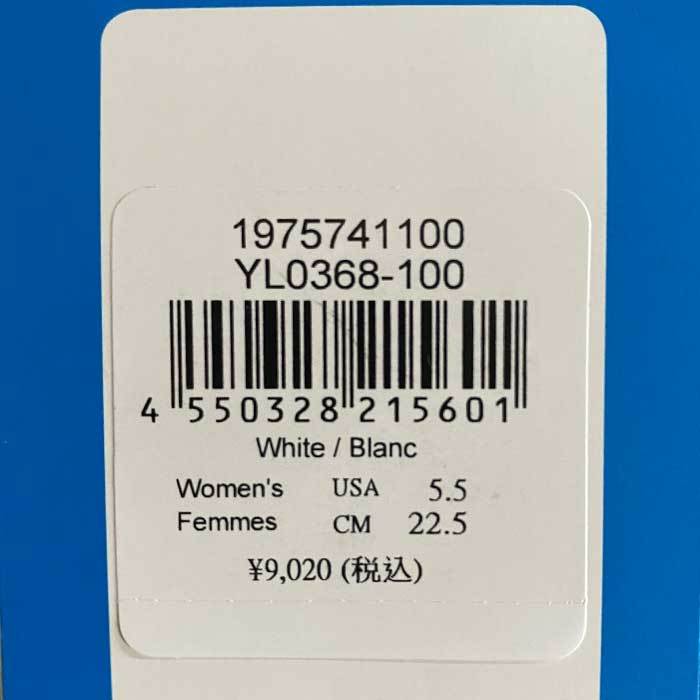 1975741100
YL0368-100
4 550328 215601
White / Blanc
Women's USA 5.5
Femmes CM 22.5
¥9,020 (税込)